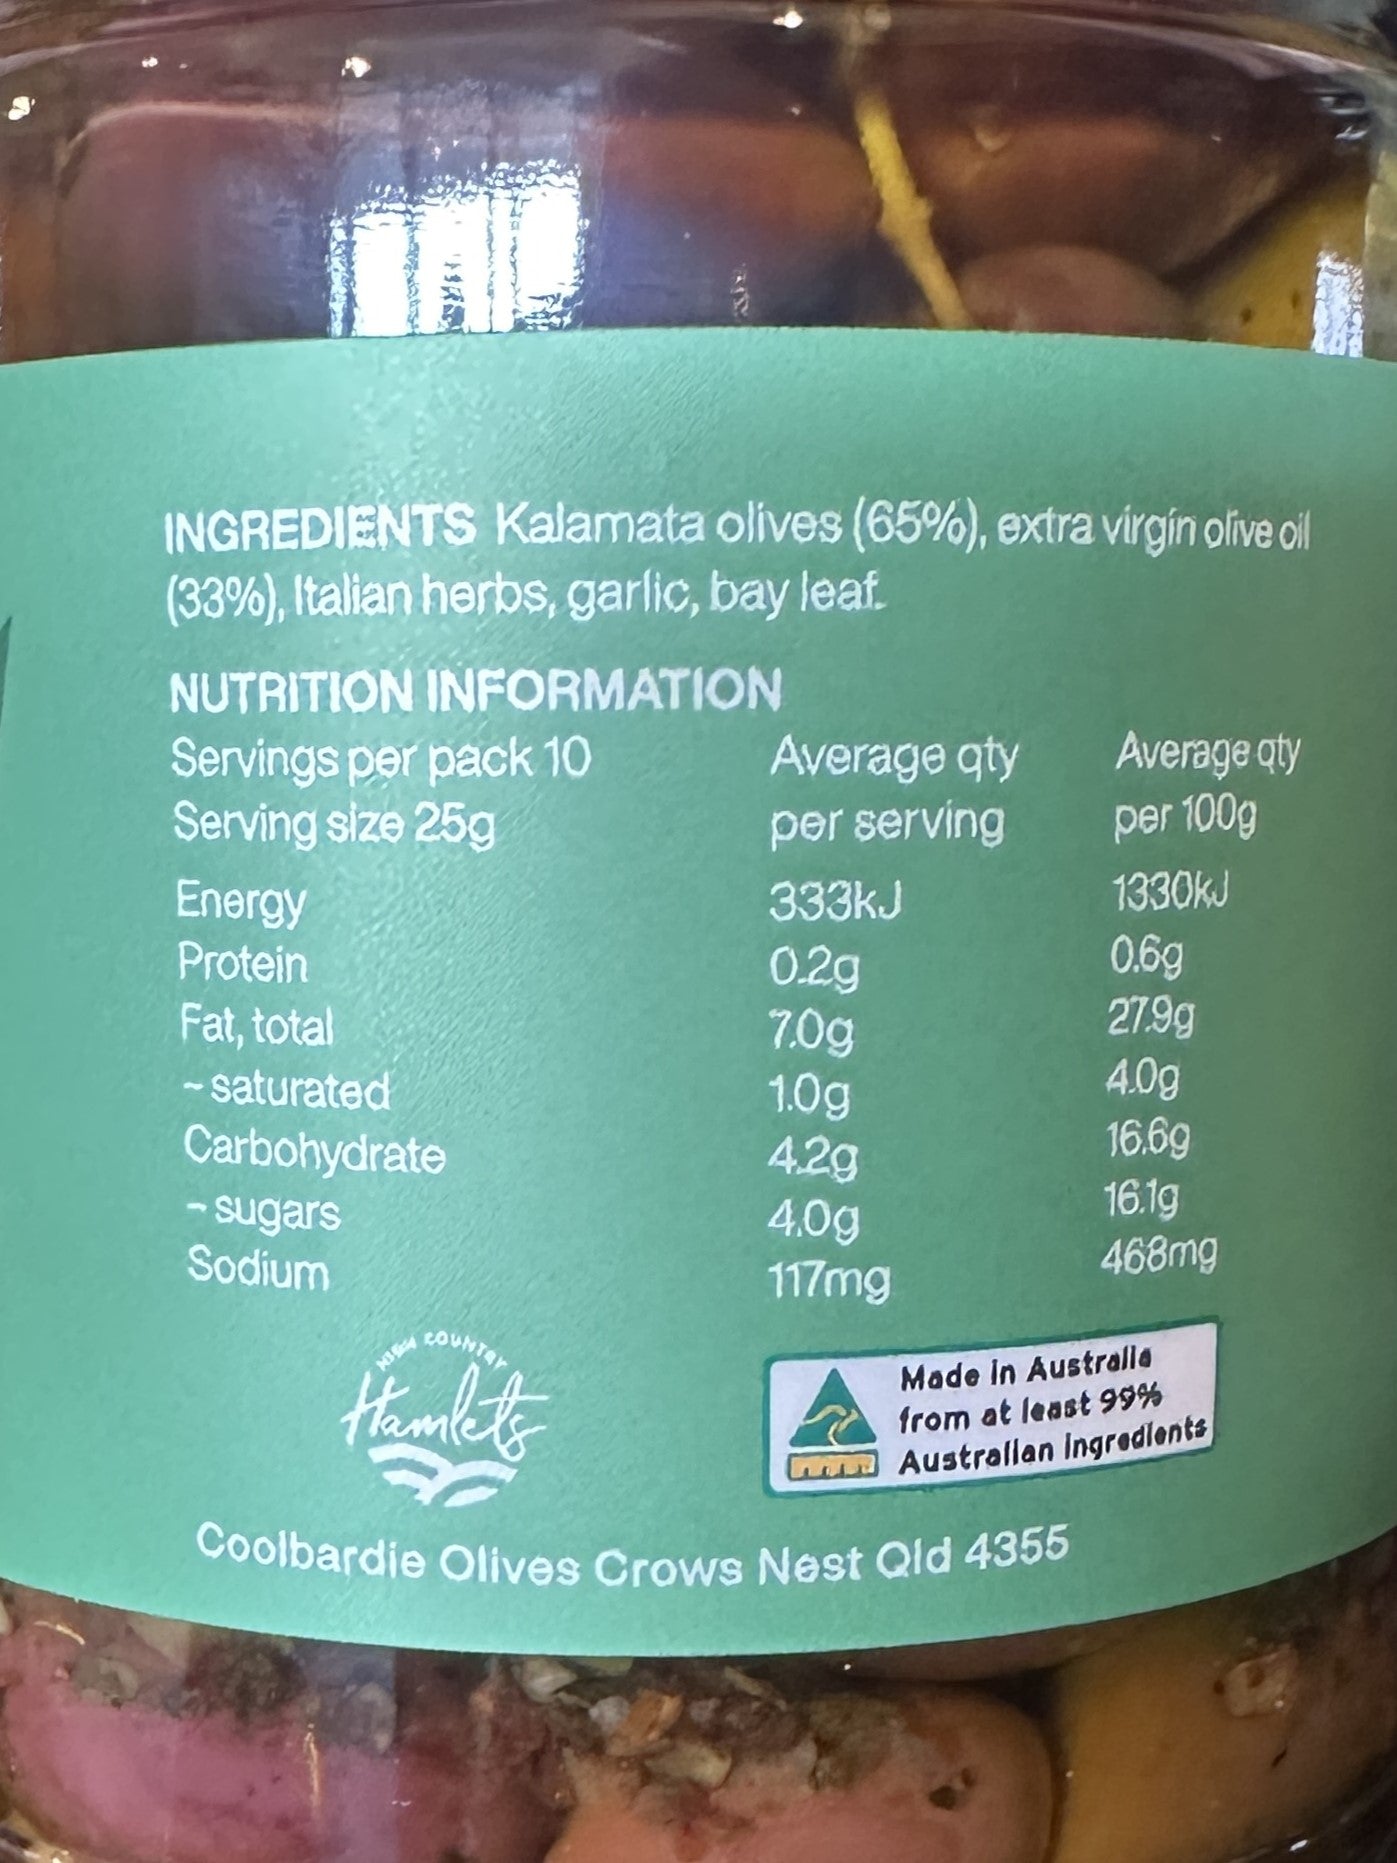 INGREDIENTS Kalamata olives (65%), extra virgin olive oil
(33%), Italian herbs, garlic, bay leaf.
NUTRITION INFORMATION
Servings per pack 10 Average qty Average qty
Serving size 25g per serving per 100g
Energy 333kJ 1330kJ
Protein 0.2g 0.6g
Fat, total 7.0g 27.9g
- saturated 1.0g 4.0g
Carbohydrate 4.2g 16.6g
- sugars 4.0g 16.1g
Sodium 117mg 468mg
HIGH COUNTRY
Hamlets
Made in Australia
from at least 99%
Australian ingredients
Coolbardie Olives Crows Nest Qld 4355